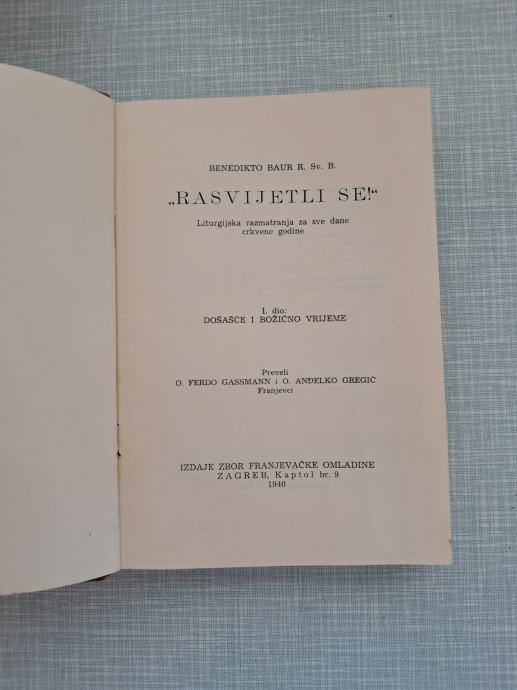 BENEDIKTO BAUR R. Sv. B.
„RASVIJETLI SE!“
Liturgijska razmatranja za sve dane
crkvene godine
I. dio:
DOŠAŠĆE I BOŽIĆNO VRIJEME
Preveli
O. FERDO GASSMANN i O. ANĐELKO GREGIĆ
Franjevci
IZDAJE ZBOR FRANJEVAČKE OMLADINE
ZAGREB, Kaptol br. 9
1940